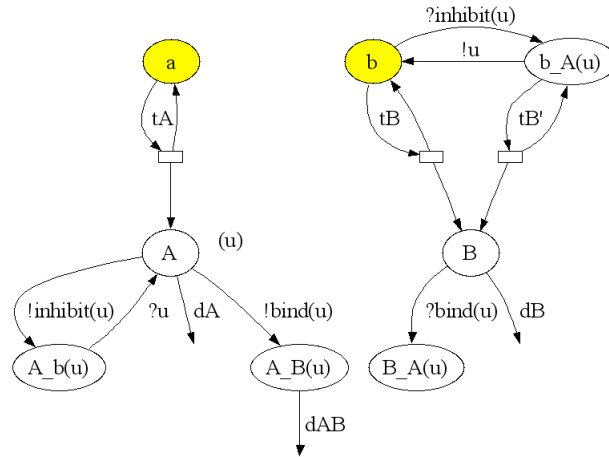 ?inhibit(u)
a
b
!u
b_A(u)
tA
tB
tB'
A
(u)
B
!inhibit(u)
?u
dA
!bind(u)
?bind(u)
dB
A_b(u)
A_B(u)
B_A(u)
dAB